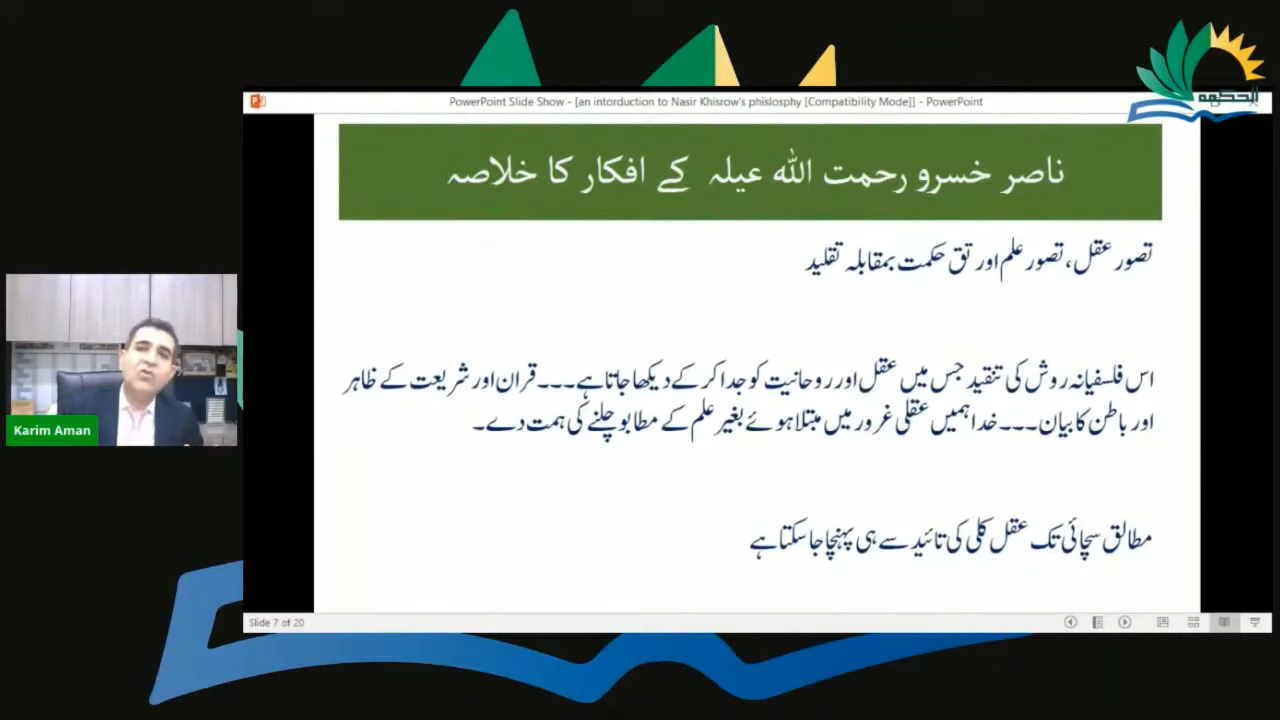 الحکمه
PowerPoint Slide Show - [an intorduction to Nasir Khisrow's phislosphy [Compatibility Mode]] - PowerPoint
ناصر خسرو رحمت اللہ عیلہ کے افکار کا خلاصہ
تصور عقل، تصور علم اور تق حکمت بمقابلہ تقلید
اس فلسفیانہ روش کی تنقید جس میں عقل اور روحانیت کو جدا کر کے دیکھا جاتا ہے۔۔۔ قران اور شریعت کے ظاہر
اور باطن کا بیان۔۔۔ خدا ہمیں عقلی غرور میں مبتلا ہوئے بغیر علم کے مطابو چلنے کی ہمت دے۔
مطالق سچائی تک عقل کلی کی تائید سے ہی پہنچا جا سکتا ہے
Karim Aman
Slide 7 of 20